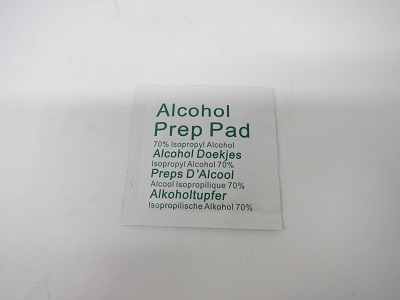 Alcohol
Prep Pad
70% Isopropyl Alcohol
Alcohol Doekjes
Isopropyl Alcohol 70%
Preps D'Alcool
Alcool Isopropilique 70%
Alkoholtupfer
Isopropilische Alkohol 70%